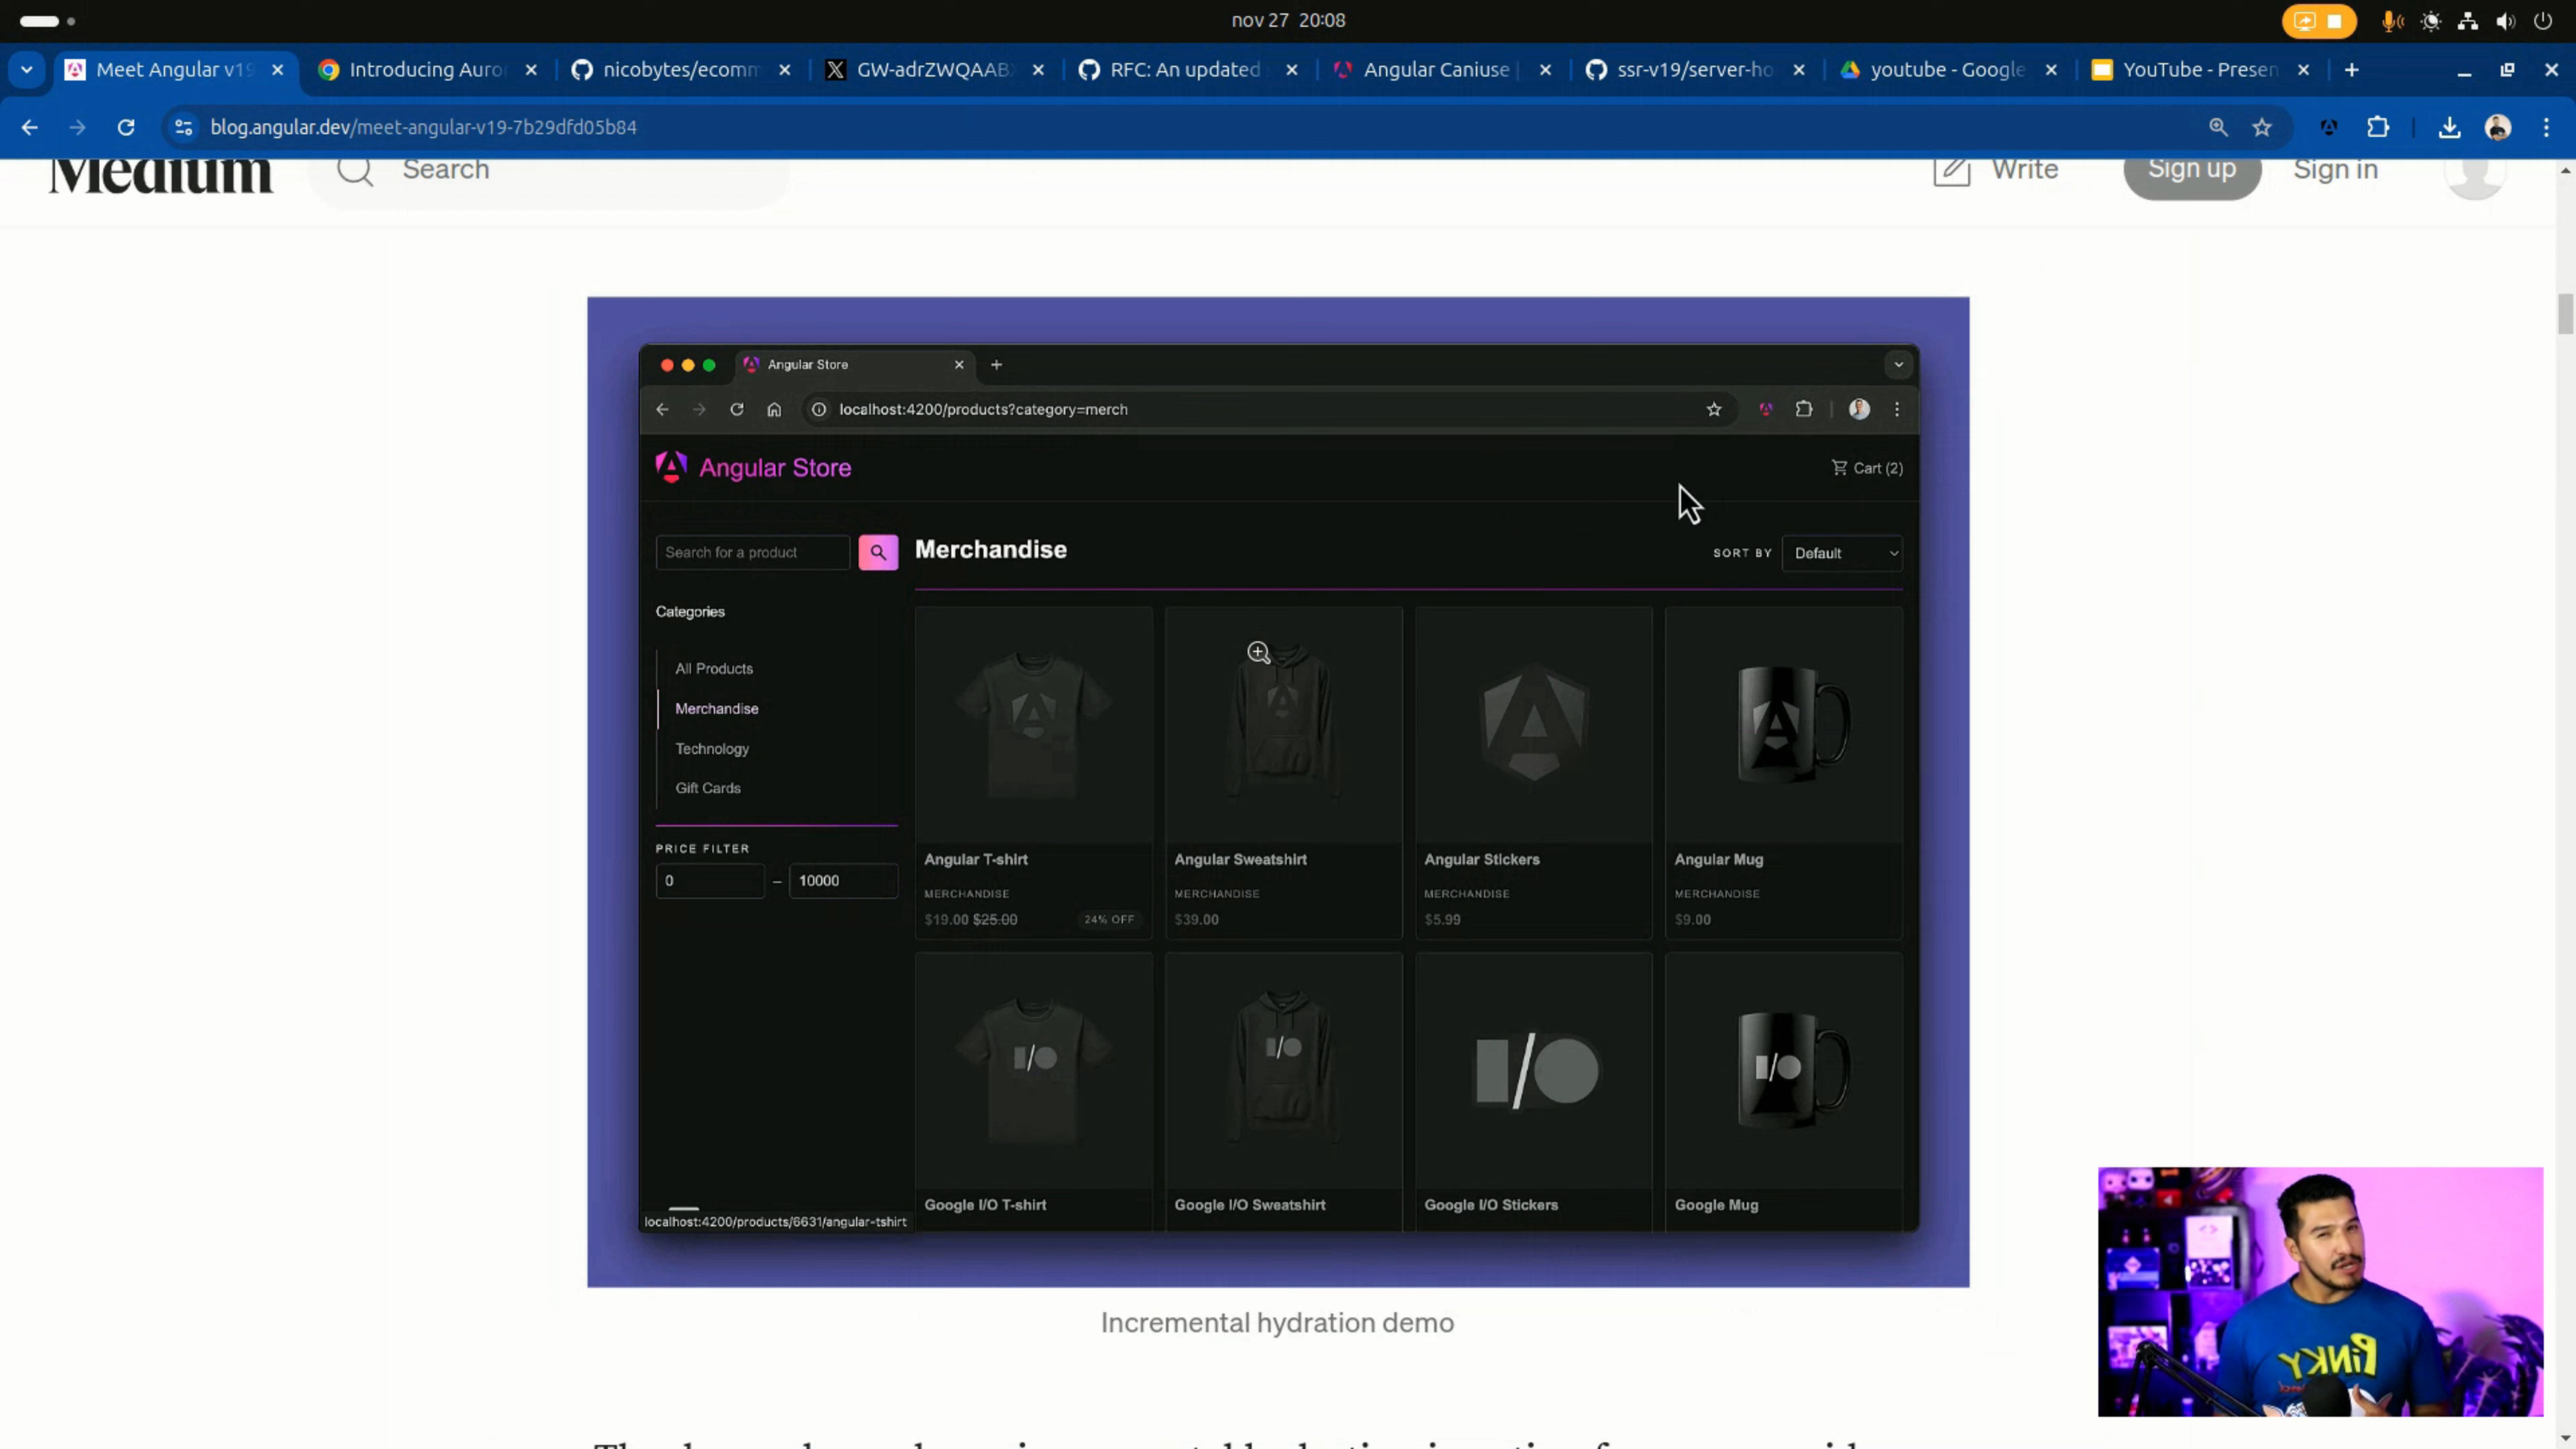 nov 27 20:08
Meet Angular v19
Introducing Auror
nicobytes/ecomm
GW-adrZWQAAB
RFC: An updated
Angular Caniuse
ssr-v19/server-ho
youtube - Google
YouTube - Presen
blog.angular.dev/meet-angular-v19-7b29dfd05b84
Medium
Search
Write
Sign up
Sign in
Angular Store
localhost:4200/products?category=merch
Angular Store
Cart (2)
Search for a product
Merchandise
SORT BY
Default
Categories
All Products
Merchandise
Technology
Gift Cards
PRICE FILTER
0 – 10000
Angular T-shirt
MERCHANDISE
$19.00 $25.00
24% OFF
Angular Sweatshirt
MERCHANDISE
$39.00
Angular Stickers
MERCHANDISE
$5.99
Angular Mug
MERCHANDISE
$9.00
I/O
I/O
I/O
I/O
Google I/O T-shirt
Google I/O Sweatshirt
Google I/O Stickers
Google Mug
localhost:4200/products/6631/angular-tshirt
Incremental hydration demo
PINKY